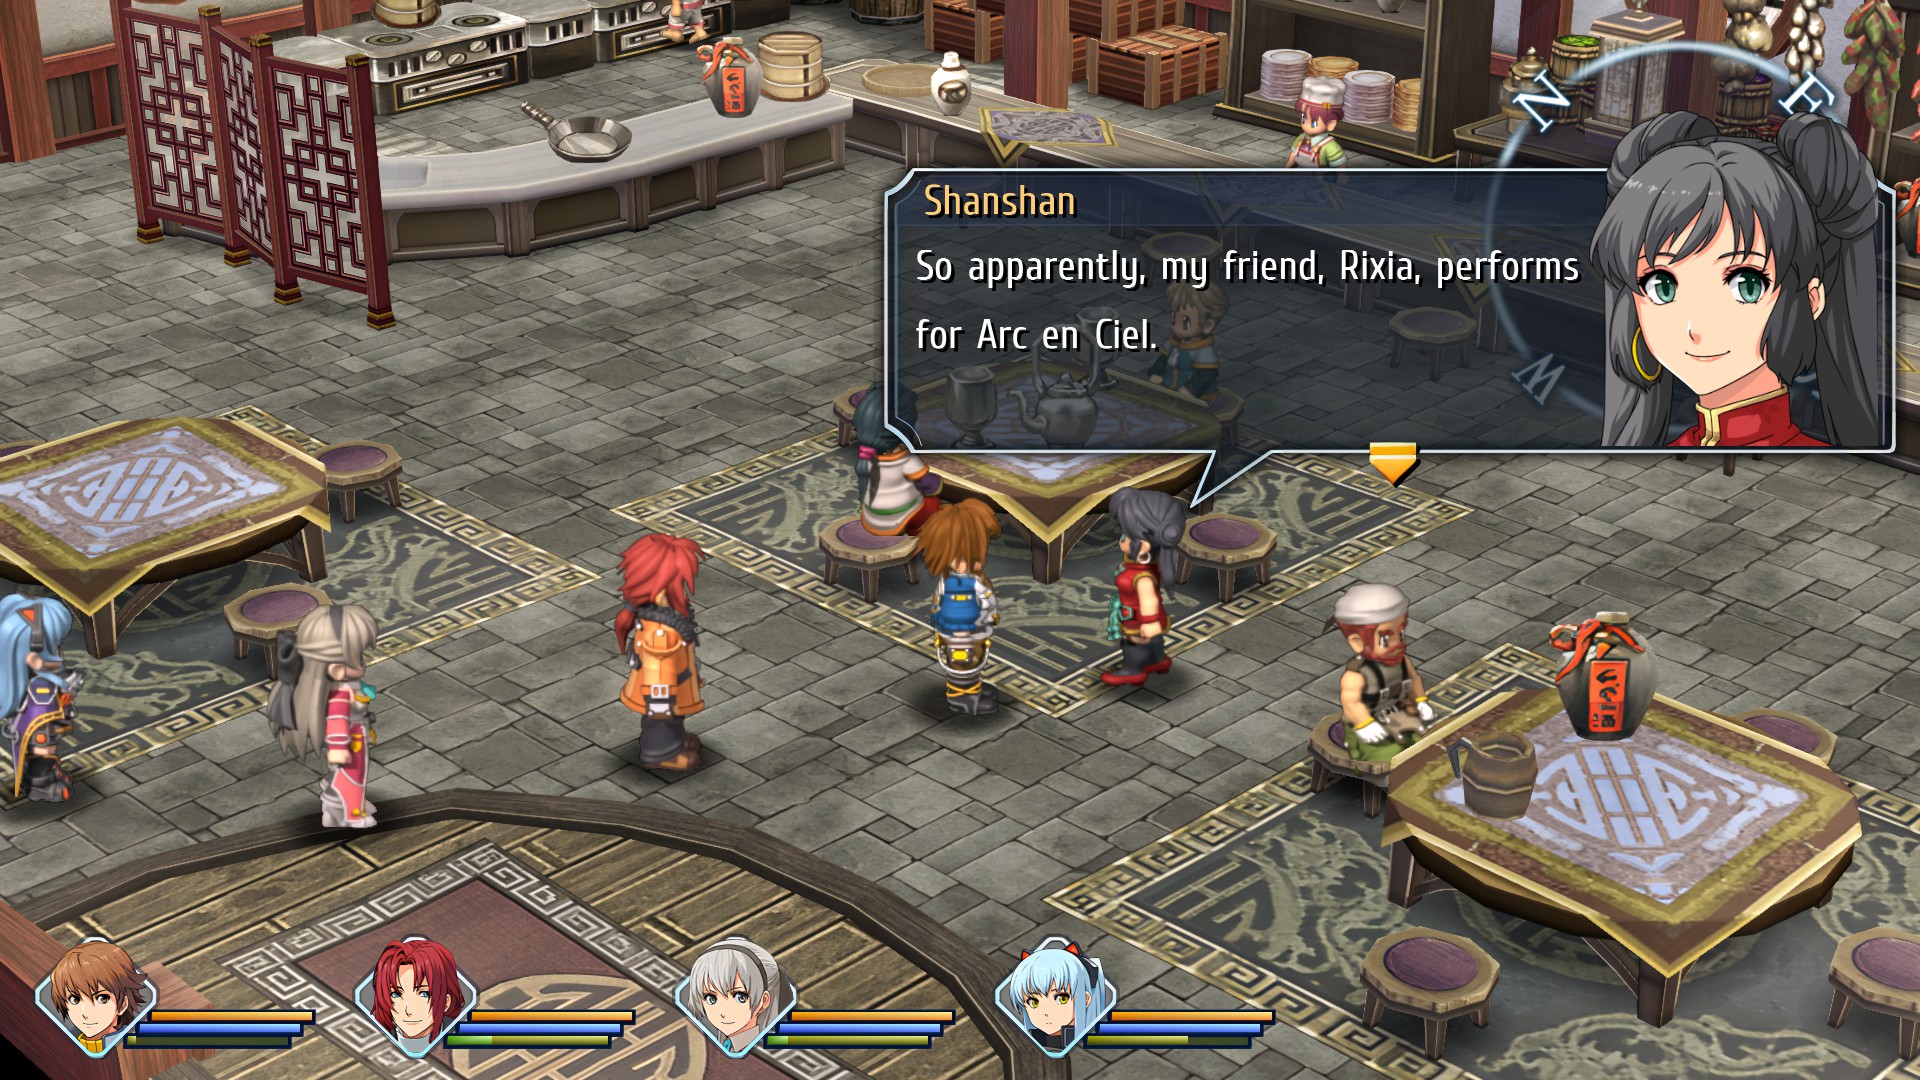 N
E
Shanshan
So apparently, my friend, Rixia, performs
for Arc en Ciel.
W